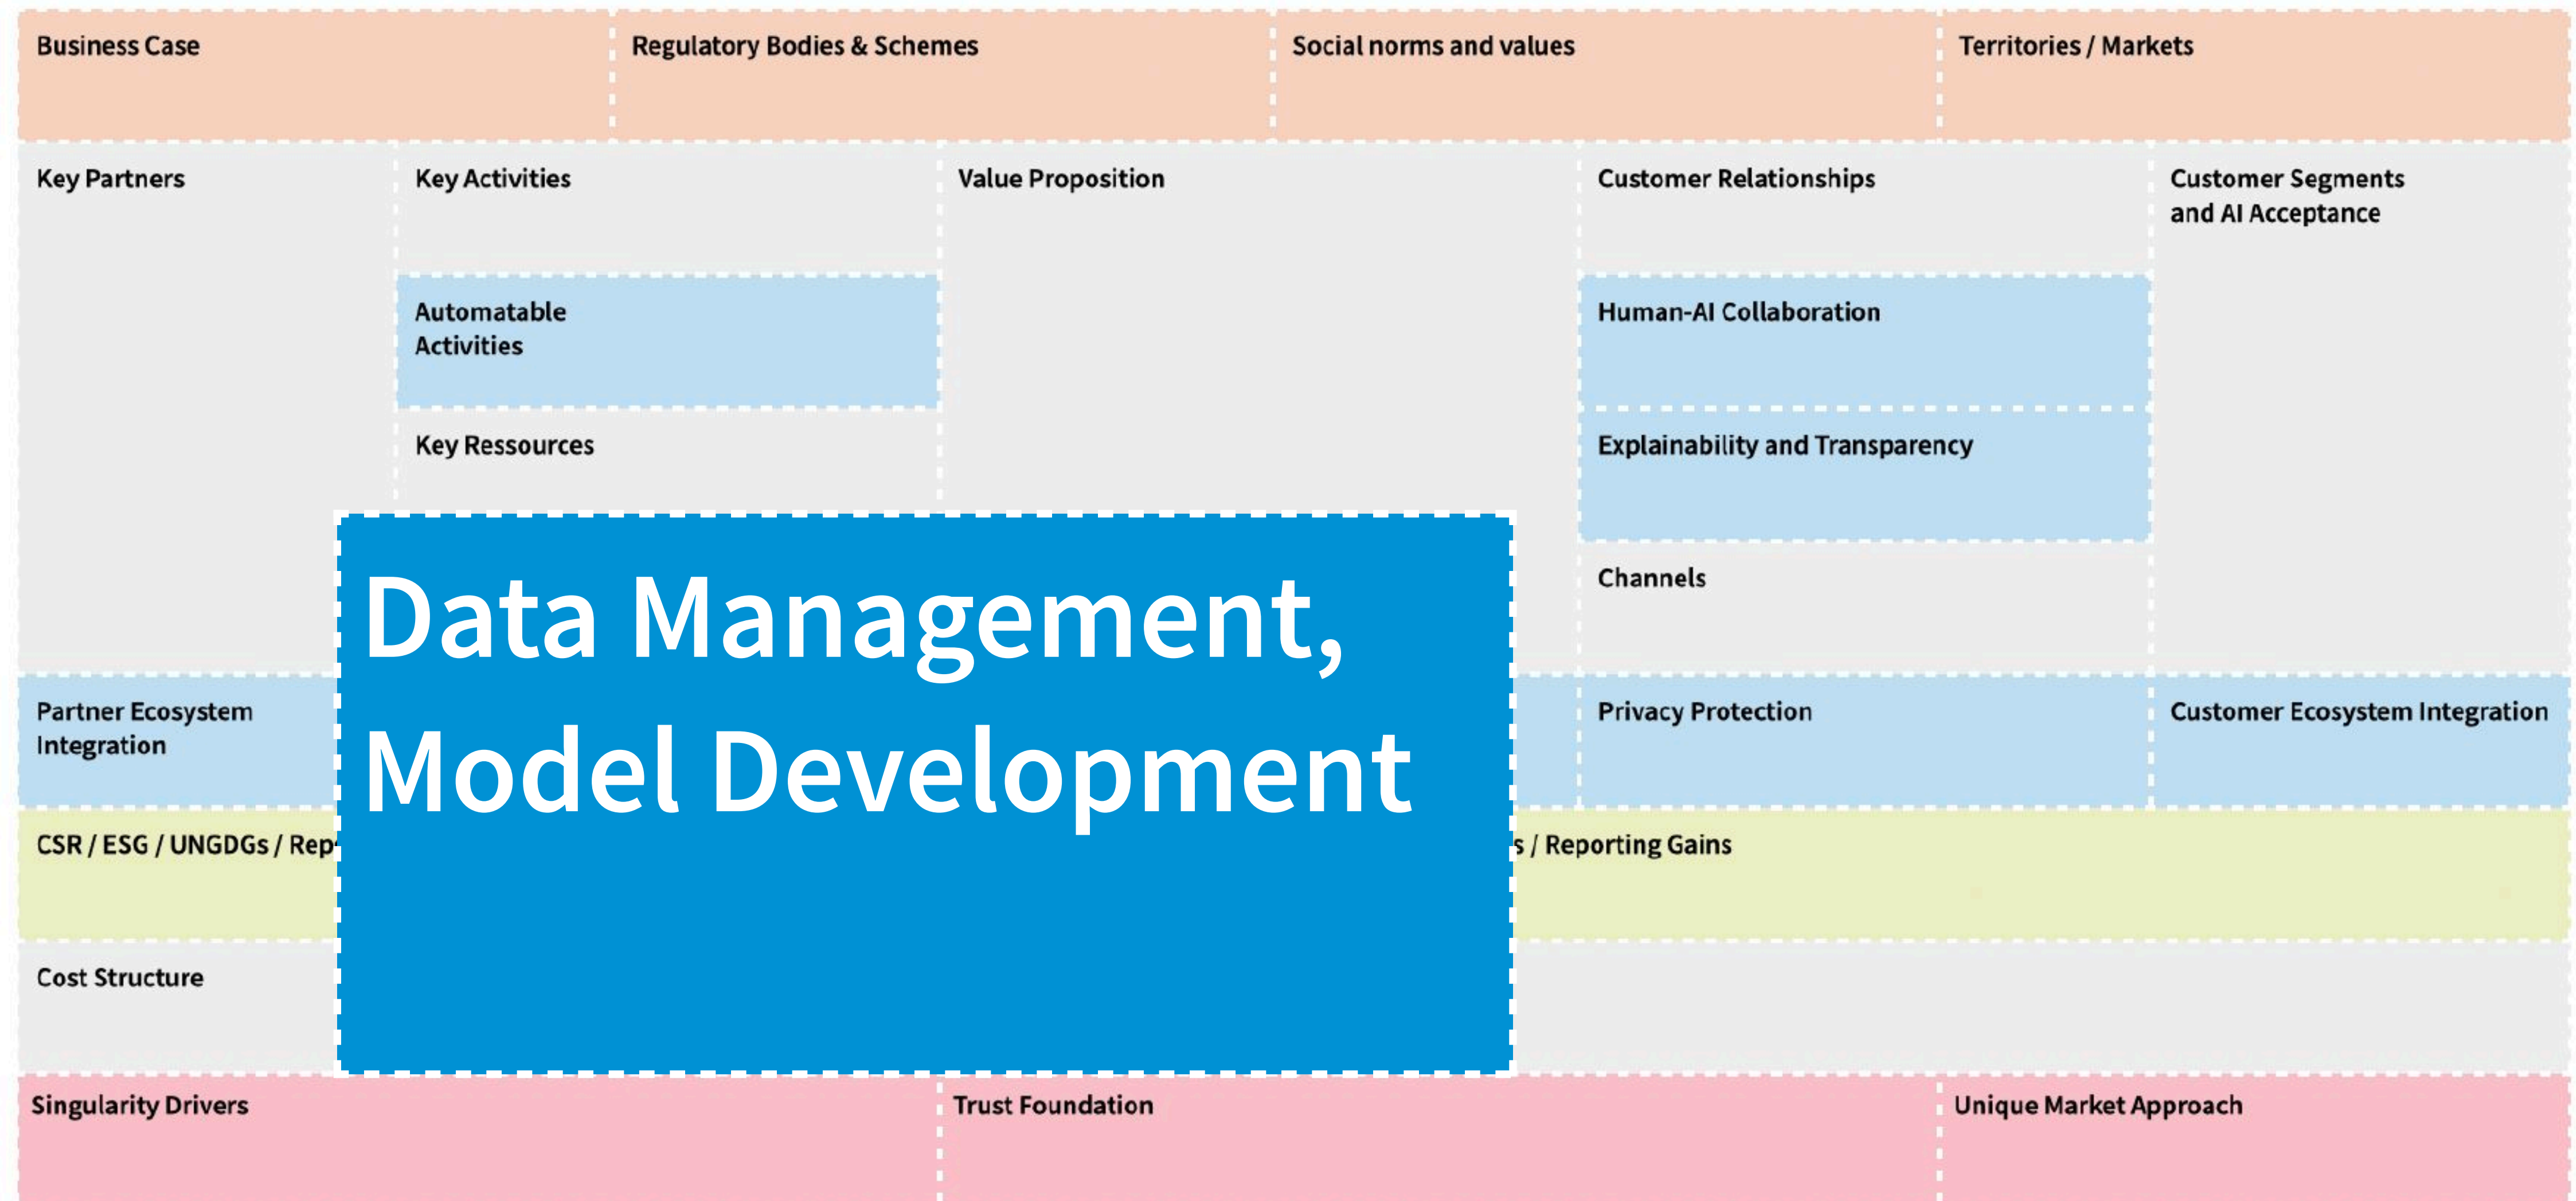 Business Case
Regulatory Bodies & Schemes
Social norms and values
Territories / Markets
Key Partners
Key Activities
Value Proposition
Customer Relationships
Customer Segments
and AI Acceptance
Automatable
Activities
Human-AI Collaboration
Key Ressources
Explainability and Transparency
Channels
Data Management,
Model Development
Partner Ecosystem
Integration
Privacy Protection
Customer Ecosystem Integration
CSR / ESG / UNGDGs /
/ Reporting Gains
Cost Structure
Singularity Drivers
Trust Foundation
Unique Market Approach